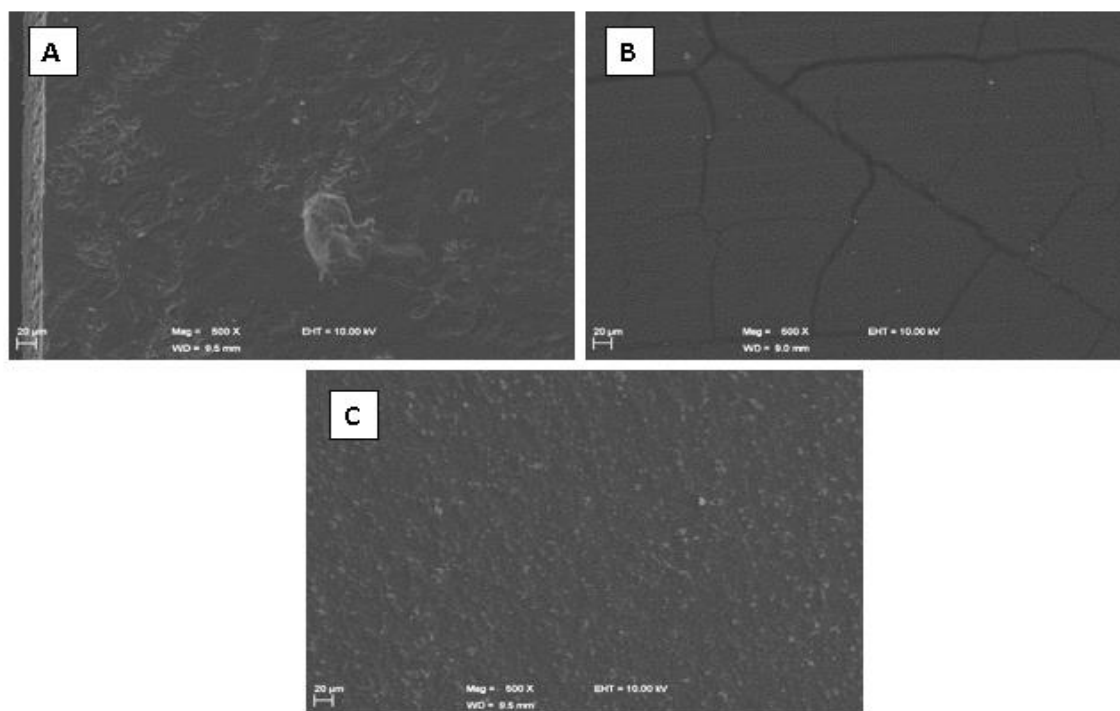 A
20 µm
Mag = 500 X
EHT = 10.00 kV
WD = 9.5 mm
B
20 µm
Mag = 500 X
EHT = 10.00 kV
WD = 9.0 mm
C
20 µm
Mag = 500 X
EHT = 10.00 kV
WD = 9.5 mm